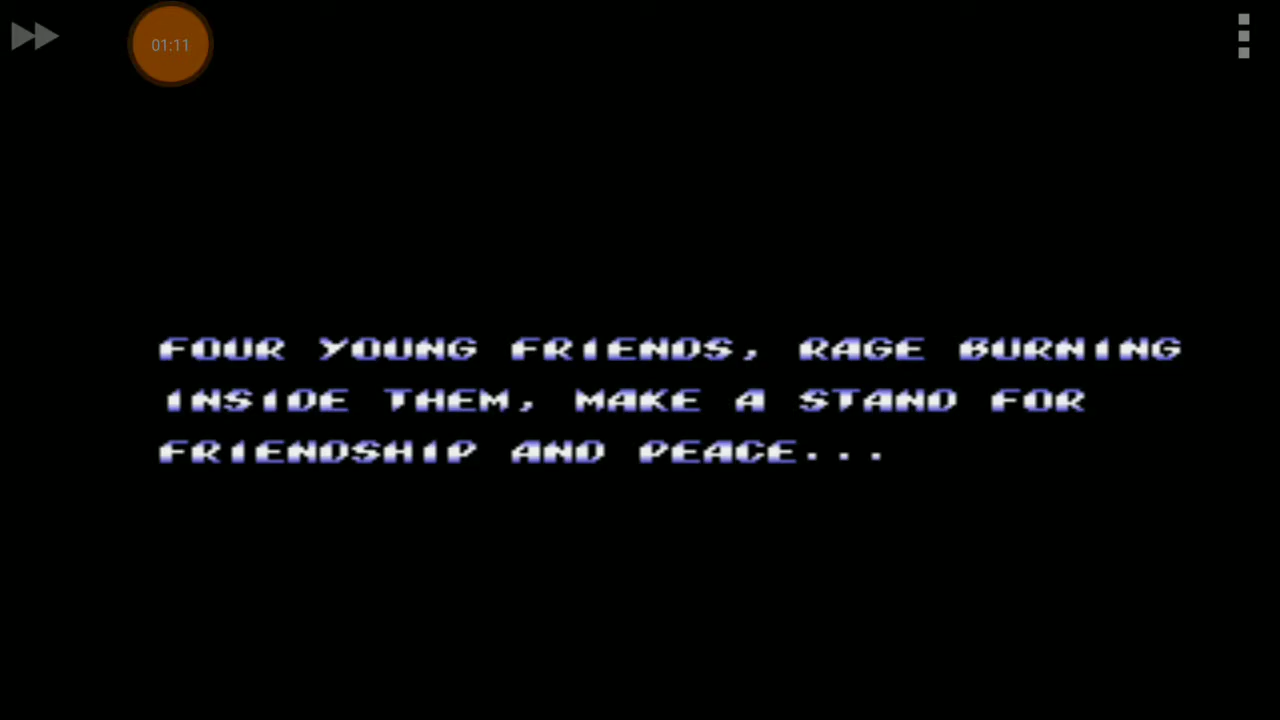 01:11
FOUR YOUNG FRIENDS, RAGE BURNING
INSIDE THEM, MAKE A STAND FOR
FRIENDSHIP AND PEACE...